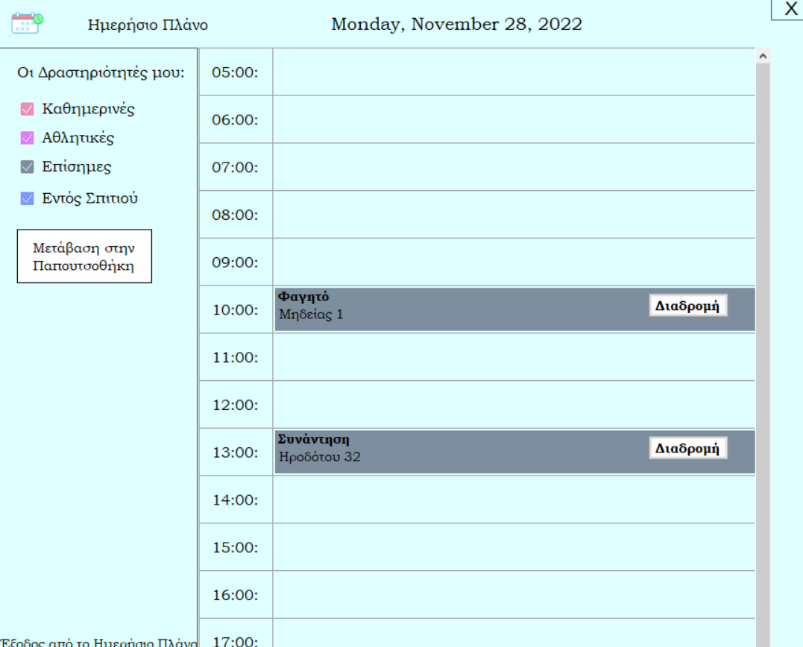 Ημερήσιο Πλάνο
Monday, November 28, 2022
X
Οι Δραστηριότητές μου:
Καθημερινές
Αθλητικές
Επίσημες
Εντός Σπιτιού
Μετάβαση στην
Παπουτσοθήκη
05:00:
06:00:
07:00:
08:00:
09:00:
10:00:
Φαγητό
Μηδείας 1
Διαδρομή
11:00:
12:00:
13:00:
Συνάντηση
Ηροδότου 32
Διαδρομή
14:00:
15:00:
16:00:
17:00:
Έξοδος από το Ημερήσιο Πλάνο